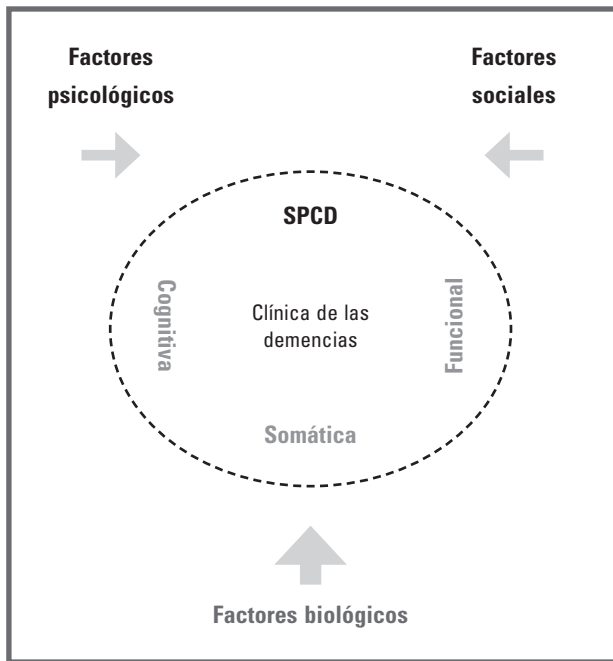 Factores
psicológicos
Factores
sociales
SPCD
Cognitiva
Clínica de las
demencias
Funcional
Somática
Factores biológicos